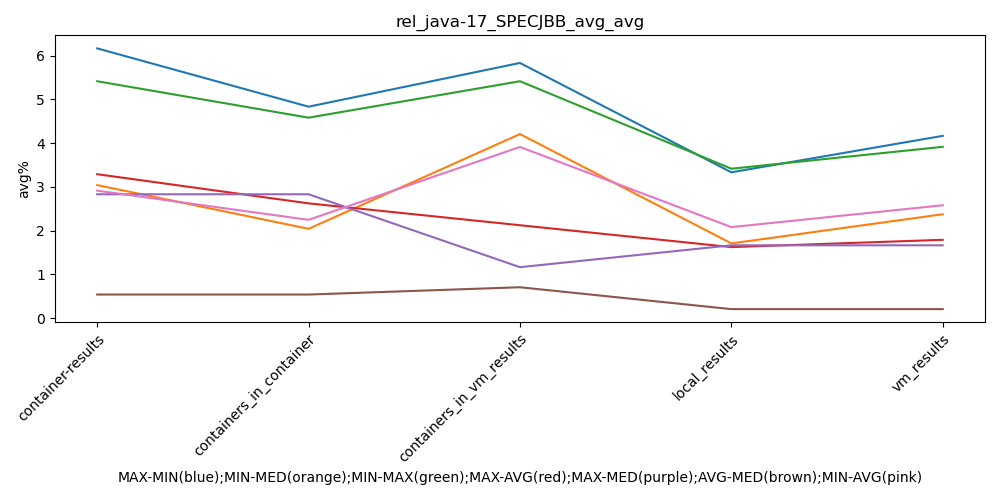 rel_java-17_SPECJBB_avg_avg
avg%
6
5
4
3
2
1
0
container-results
containers_in_container
containers_in_vm_results
local_results
vm_results
MAX-MIN(blue);MIN-MED(orange);MIN-MAX(green);MAX-AVG(red);MAX-MED(purple);AVG-MED(brown);MIN-AVG(pink)